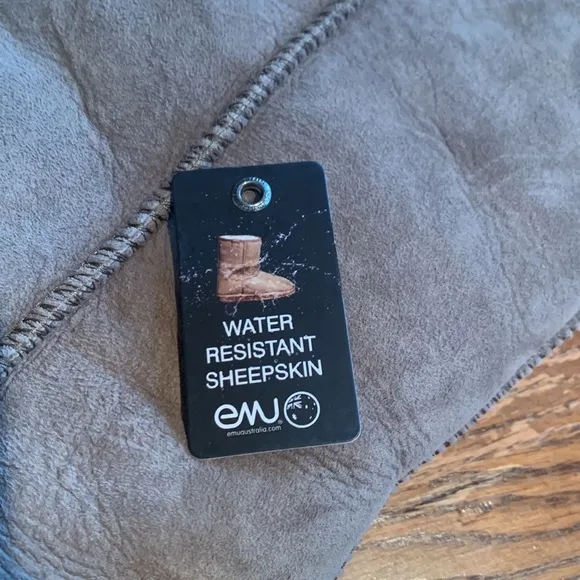 WATER
RESISTANT
SHEEPSKIN
emu
emuaustralia.com